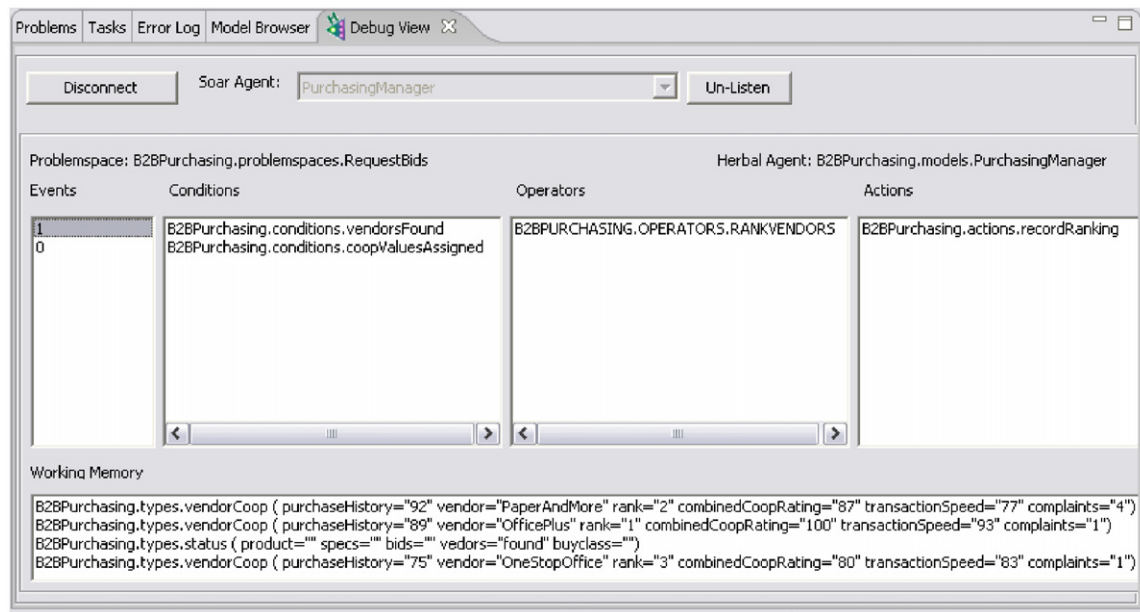 Problems Tasks Error Log Model Browser Debug View
Disconnect Soar Agent: PurchasingManager Un-Listen
Problemspace: B2BPurchasing.problemspaces.RequestBids Herbal Agent: B2BPurchasing.models.PurchasingManager
Events Conditions Operators Actions
1 B2BPurchasing.conditions.vendorsFound B2BPURCHASING.OPERATORS.RANKVENDORS B2BPurchasing.actions.recordRanking
0 B2BPurchasing.conditions.coopValuesAssigned
Working Memory
B2BPurchasing.types.vendorCoop ( purchaseHistory="92" vendor="PaperAndMore" rank="2" combinedCoopRating="87" transactionSpeed="77" complaints="4")
B2BPurchasing.types.vendorCoop ( purchaseHistory="89" vendor="OfficePlus" rank="1" combinedCoopRating="100" transactionSpeed="93" complaints="1")
B2BPurchasing.types.status ( product="" specs="" bids="" vedors="found" buyclass="")
B2BPurchasing.types.vendorCoop ( purchaseHistory="75" vendor="OneStopOffice" rank="3" combinedCoopRating="80" transactionSpeed="83" complaints="1")